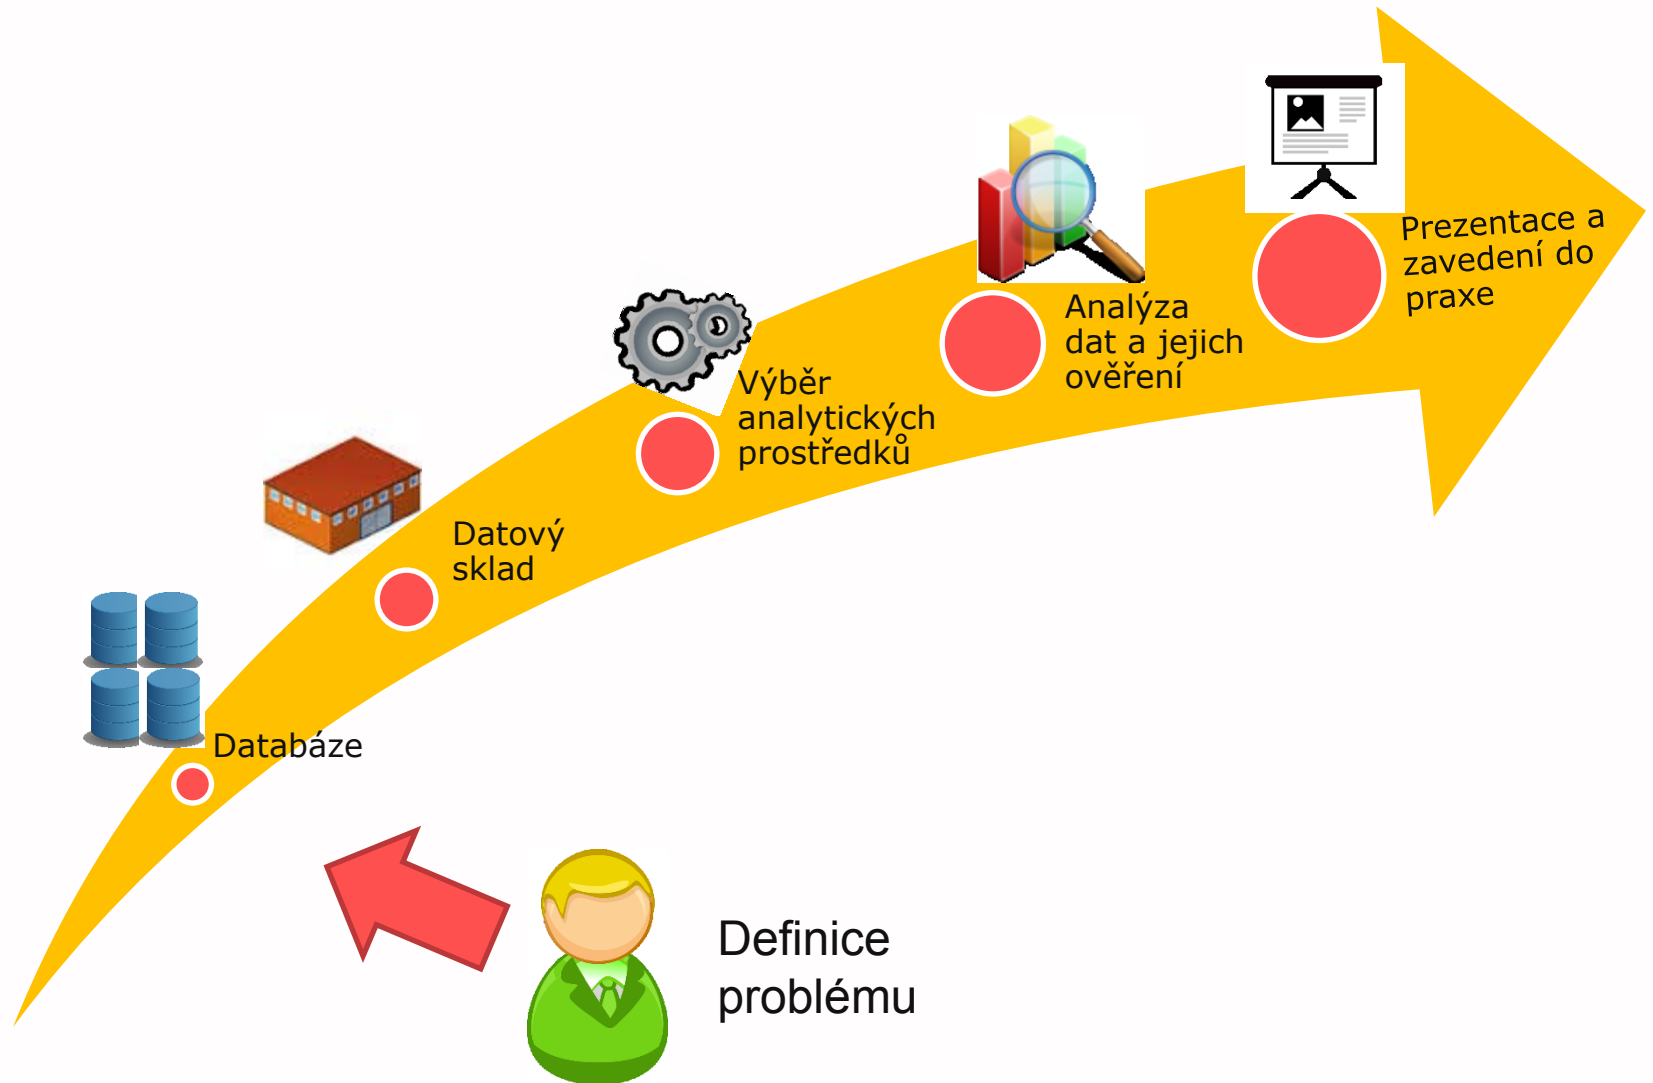 Prezentace a
zavedení do
praxe
Analýza
dat a jejich
ověření
Výběr
analytických
prostředků
Datový
sklad
Databáze
Definice
problému